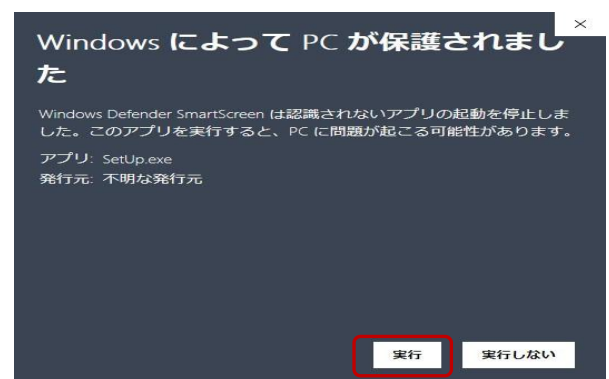 ×
Windows によって PC が保護されまし
た
Windows Defender SmartScreen は認識されないアプリの起動を停止しま
した。このアプリを実行すると、PC に問題が起こる可能性があります。
アプリ: SetUp.exe
発行元: 不明な発行元
実行 実行しない